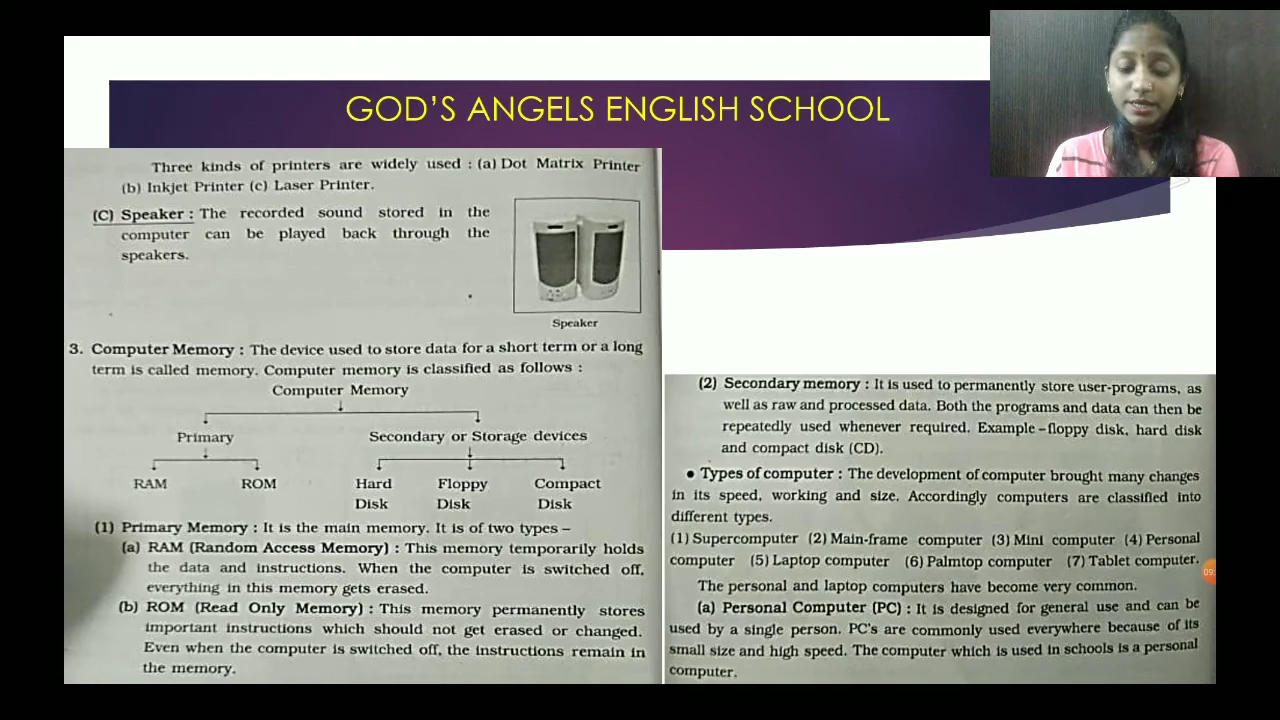 GOD'S ANGELS ENGLISH SCHOOL
Three kinds of printers are widely used : (a) Dot Matrix Printer
(b) Inkjet Printer (c) Laser Printer.
(C) Speaker : The recorded sound stored in the
computer can be played back through the
speakers.
Speaker
3. Computer Memory : The device used to store data for a short term or a long
term is called memory. Computer memory is classified as follows :
Computer Memory
Primary Secondary or Storage devices
RAM ROM Hard Floppy Compact
Disk Disk Disk
(1) Primary Memory : It is the main memory. It is of two types –
(a) RAM (Random Access Memory) : This memory temporarily holds
the data and instructions. When the computer is switched off,
everything in this memory gets erased.
(b) ROM (Read Only Memory) : This memory permanently stores
important instructions which should not get erased or changed.
Even when the computer is switched off, the instructions remain in
the memory.
(2) Secondary memory : It is used to permanently store user-programs, as
well as raw and processed data. Both the programs and data can then be
repeatedly used whenever required. Example – floppy disk, hard disk
and compact disk (CD).
• Types of computer : The development of computer brought many changes
in its speed, working and size. Accordingly computers are classified into
different types.
(1) Supercomputer (2) Main-frame computer (3) Mini computer (4) Personal
computer (5) Laptop computer (6) Palmtop computer (7) Tablet computer.
The personal and laptop computers have become very common.
(a) Personal Computer (PC) : It is designed for general use and can be
used by a single person. PC's are commonly used everywhere because of its
small size and high speed. The computer which is used in schools is a personal
computer.